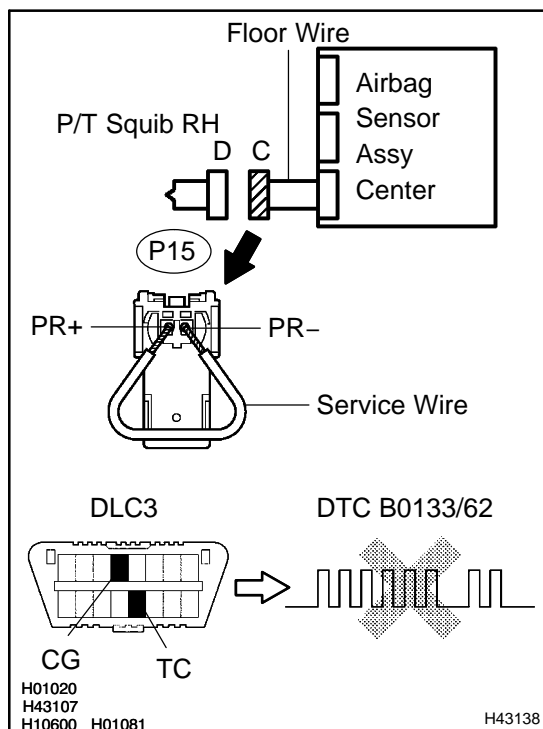 Floor Wire
Airbag
Sensor
Assy
Center
P/T Squib RH
D C
P15
PR+
PR−
Service Wire
DLC3
DTC B0133/62
CG
TC
H01020
H43107
H10600 H01081
H43138